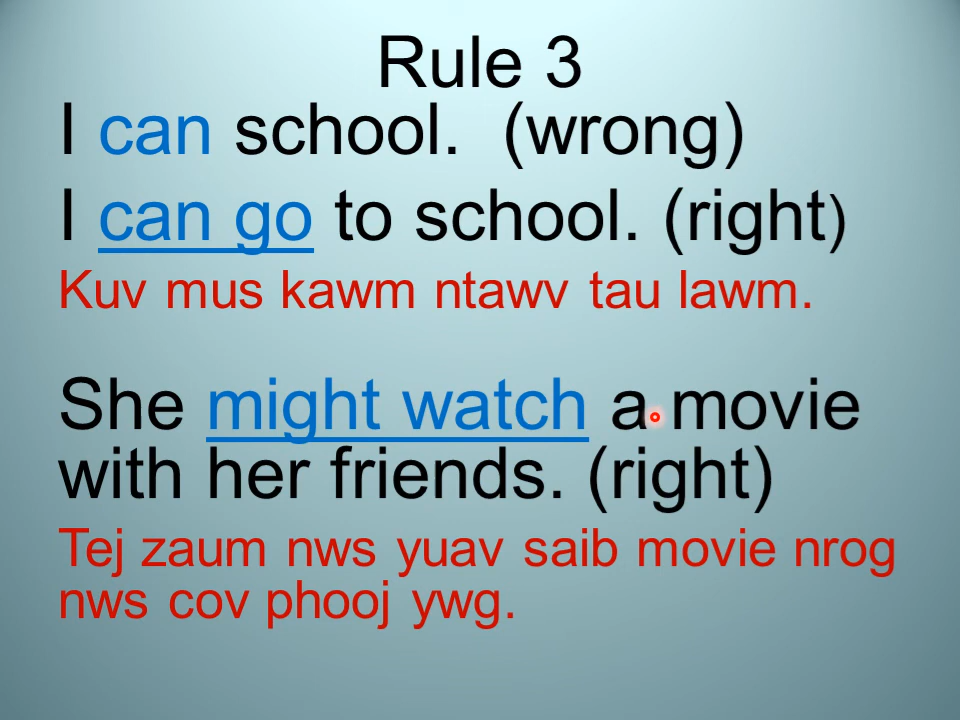 Rule 3
I can school.  (wrong)
I can go to school. (right)
Kuv mus kawm ntawv tau lawm.
She might watch a movie
with her friends. (right)
Tej zaum nws yuav saib movie nrog
nws cov phooj ywg.